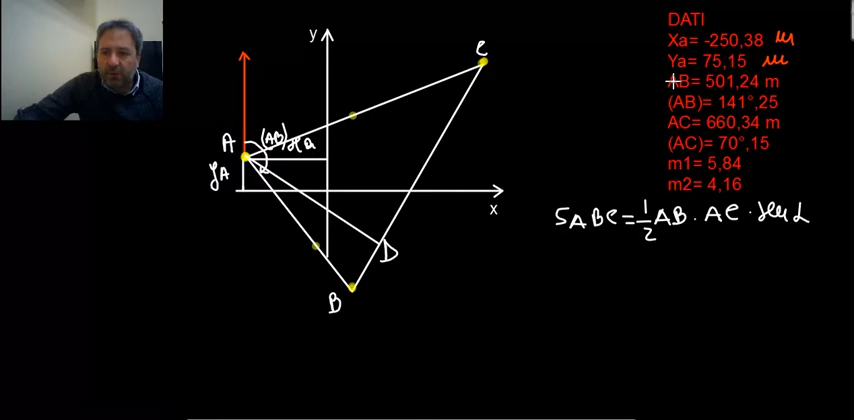 y
C
A
(AB)
xa
yA
x
D
B
DATI
Xa= -250,38 m
Ya= 75,15 m
AB= 501,24 m
(AB)= 141°,25
AC= 660,34 m
(AC)= 70°,15
m1= 5,84
m2= 4,16
SABC=1/2 AB · AC · sen α